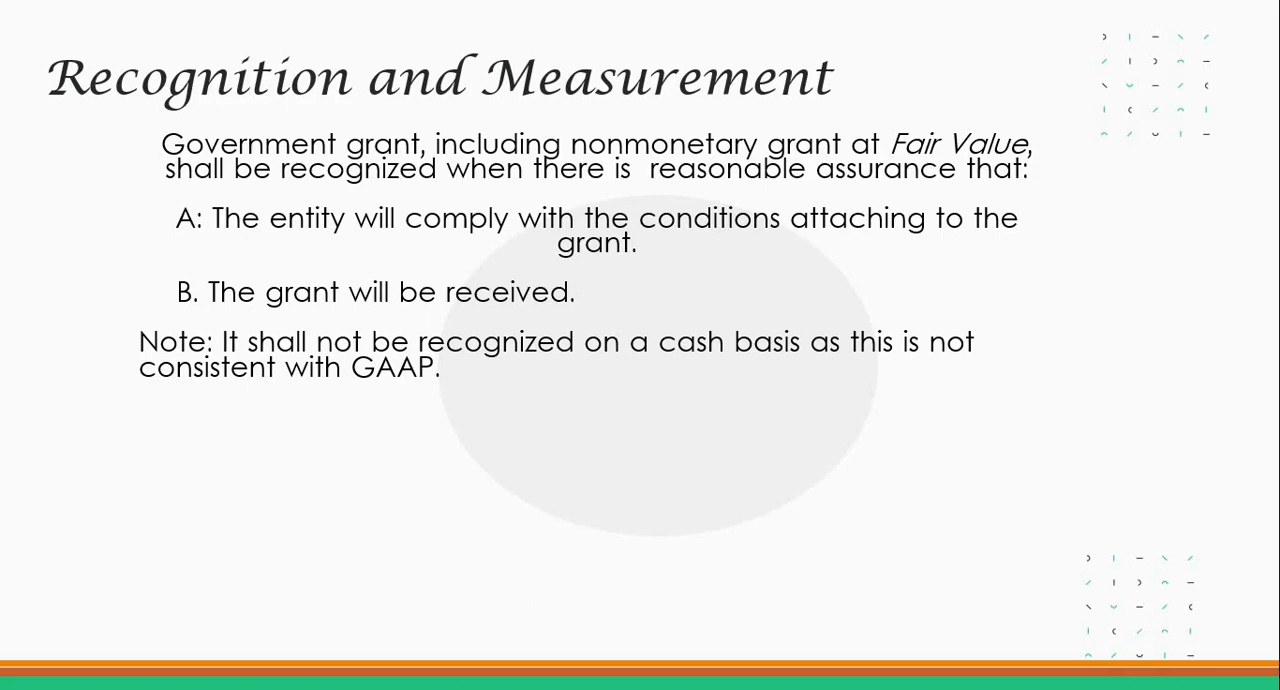 Recognition and Measurement
Government grant, including nonmonetary grant at Fair Value,
shall be recognized when there is  reasonable assurance that:
A: The entity will comply with the conditions attaching to the
grant.
B. The grant will be received.
Note: It shall not be recognized on a cash basis as this is not
consistent with GAAP.